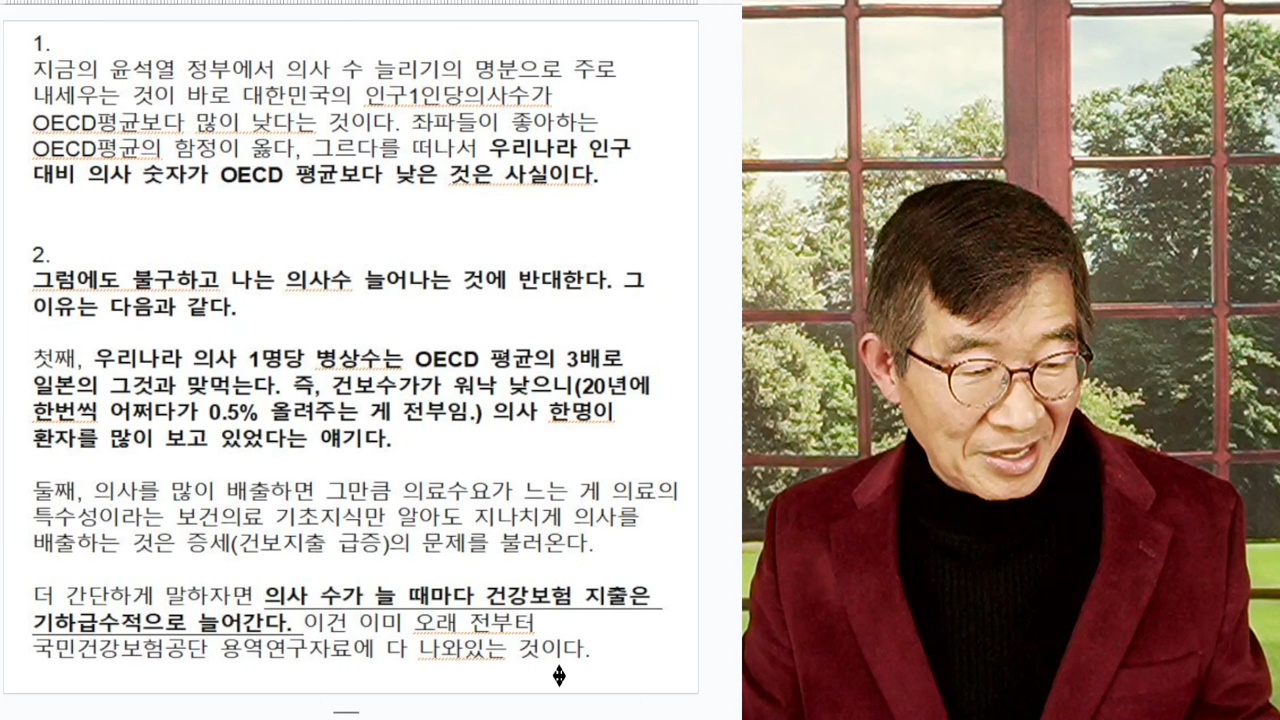 1.
지금의 윤석열 정부에서 의사 수 늘리기의 명분으로 주로
내세우는 것이 바로 대한민국의 인구1인당의사수가
OECD평균보다 많이 낮다는 것이다. 좌파들이 좋아하는
OECD평균의 함정이 옳다, 그르다를 떠나서 우리나라 인구
대비 의사 숫자가 OECD 평균보다 낮은 것은 사실이다.
2.
그럼에도 불구하고 나는 의사수 늘어나는 것에 반대한다. 그
이유는 다음과 같다.
첫째, 우리나라 의사 1명당 병상수는 OECD 평균의 3배로
일본의 그것과 맞먹는다. 즉, 건보수가가 워낙 낮으니(20년에
한번씩 어쩌다가 0.5% 올려주는 게 전부임.) 의사 한명이
환자를 많이 보고 있었다는 얘기다.
둘째, 의사를 많이 배출하면 그만큼 의료수요가 느는 게 의료의
특수성이라는 보건의료 기초지식만 알아도 지나치게 의사를
배출하는 것은 증세(건보지출 급증)의 문제를 불러온다.
더 간단하게 말하자면 의사 수가 늘 때마다 건강보험 지출은
기하급수적으로 늘어간다. 이건 이미 오래 전부터
국민건강보험공단 용역연구자료에 다 나와있는 것이다.